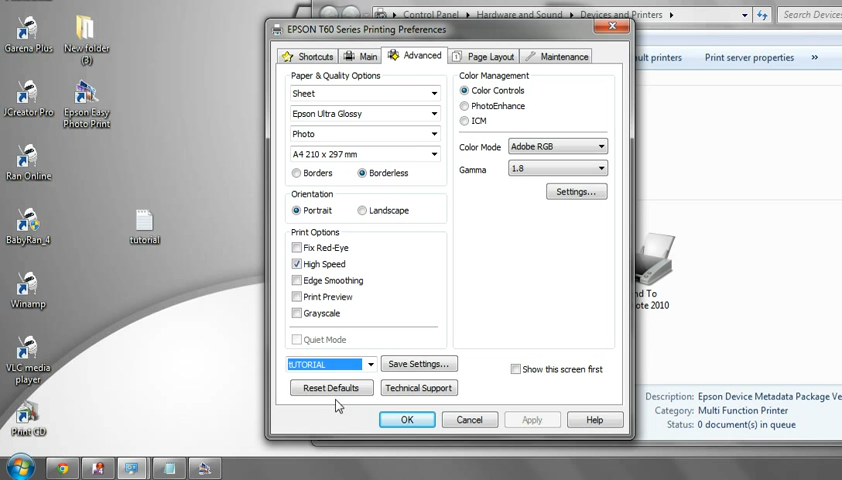 Garena Plus
New folder
(3)
JCreator Pro
Epson Easy
Photo Print
Ran Online
BabyRan_4
tutorial
Winamp
VLC media
player
Print CD
Control Panel
Hardware and Sound
Devices and Printers
Search Devices
EPSON T60 Series Printing Preferences
Shortcuts
Main
Advanced
Page Layout
Maintenance
Paper & Quality Options
Sheet
Epson Ultra Glossy
Photo
A4 210 x 297 mm
Borders
Borderless
Orientation
Portrait
Landscape
Print Options
Fix Red-Eye
High Speed
Edge Smoothing
Print Preview
Grayscale
Quiet Mode
tUTORIAL
Save Settings...
Reset Defaults
Technical Support
Color Management
Color Controls
PhotoEnhance
ICM
Color Mode
Adobe RGB
Gamma
1.8
Settings...
Show this screen first
OK
Cancel
Apply
Help
ult printers
Print server properties
»
nd To
ote 2010
Description:
Epson Device Metadata Package Ve
Category:
Multi Function Printer
Status:
0 document(s) in queue